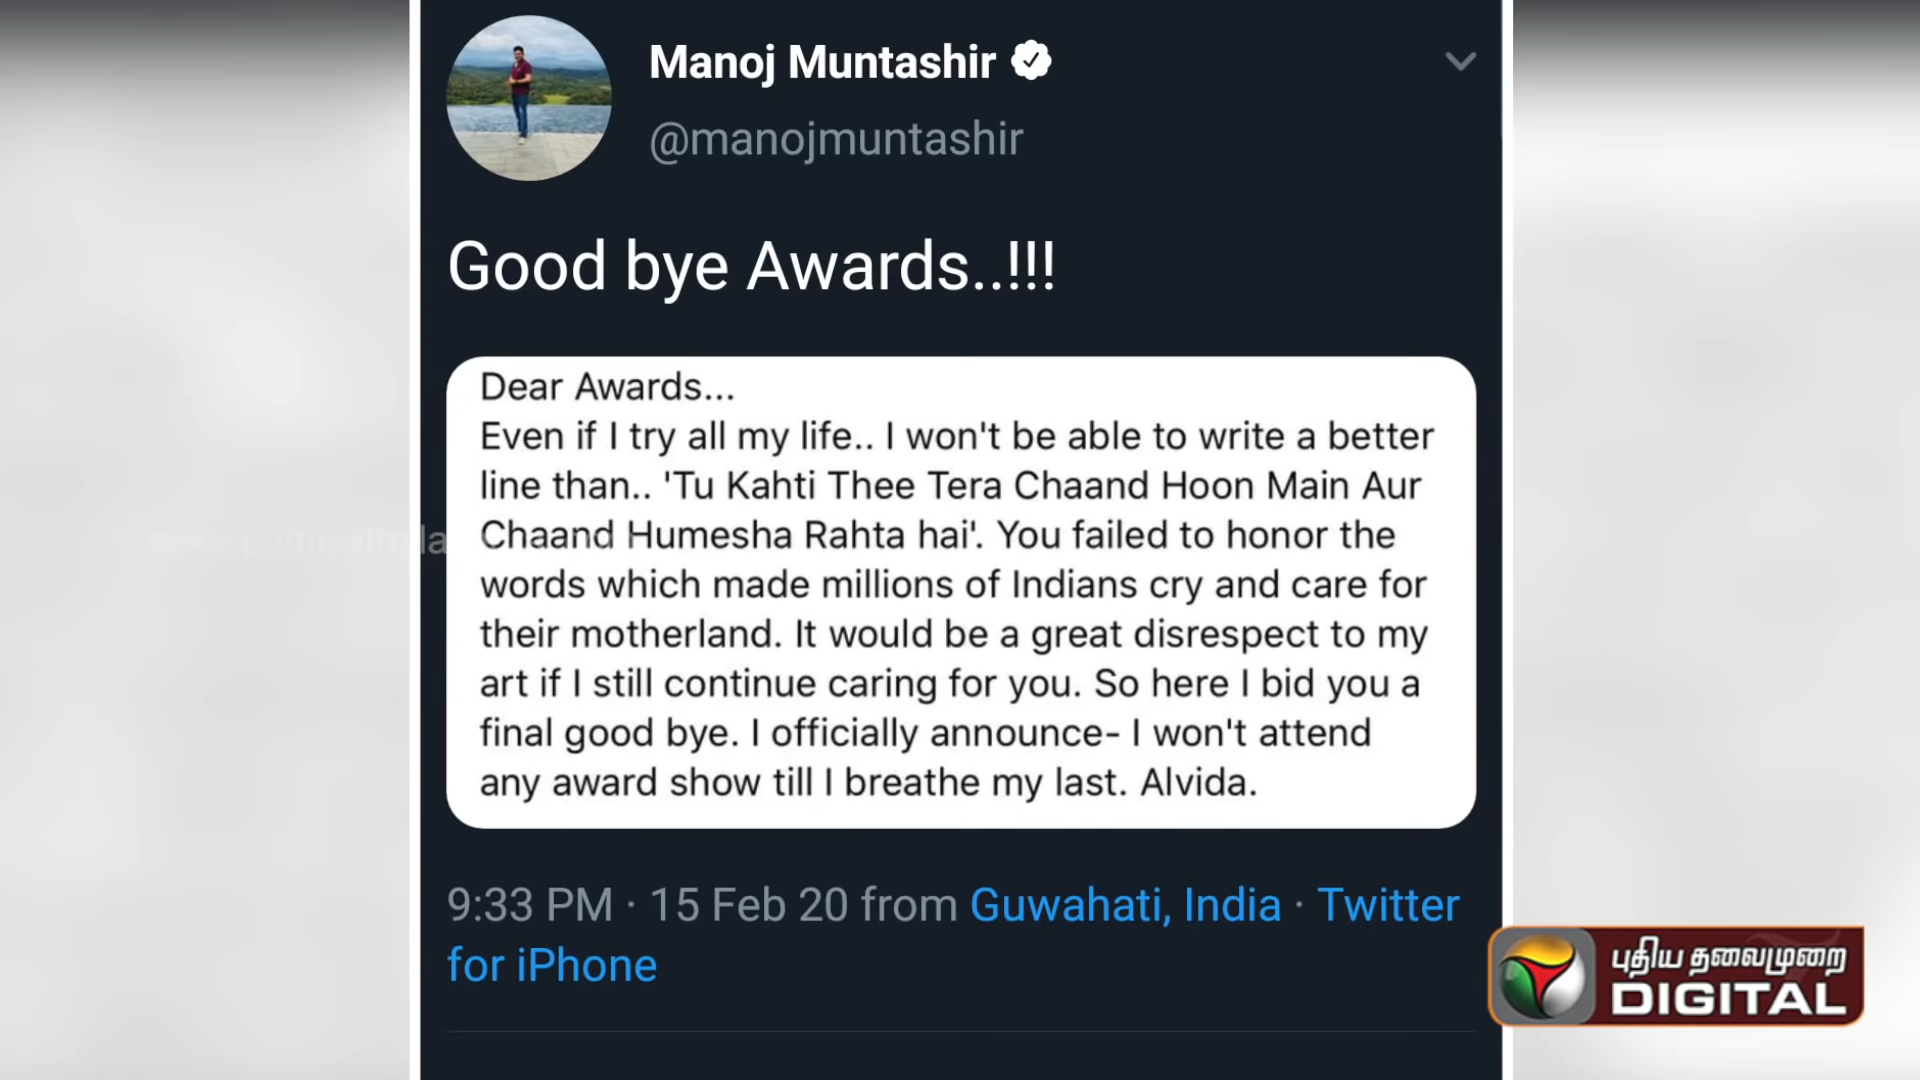 Manoj Muntashir
@manojmuntashir
Good bye Awards..!!!
Dear Awards...
Even if I try all my life.. I won't be able to write a better
line than.. 'Tu Kahti Thee Tera Chaand Hoon Main Aur
Chaand Humesha Rahta hai'. You failed to honor the
words which made millions of Indians cry and care for
their motherland. It would be a great disrespect to my
art if I still continue caring for you. So here I bid you a
final good bye. I officially announce- I won't attend
any award show till I breathe my last. Alvida.
9:33 PM · 15 Feb 20 from Guwahati, India · Twitter
for iPhone
புதிய தலைமுறை
DIGITAL